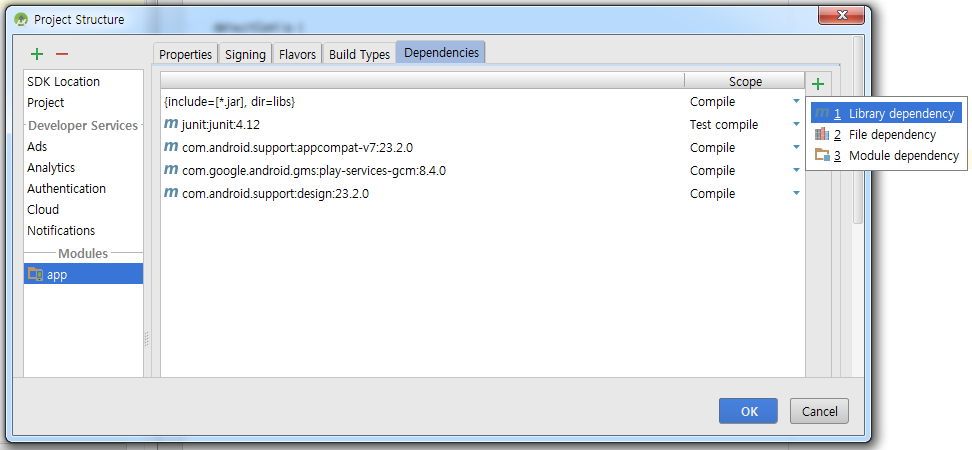 Project Structure
Properties Signing Flavors Build Types Dependencies
SDK Location
Project
Developer Services
Ads
Analytics
Authentication
Cloud
Notifications
Modules
app
Scope
{include=[*.jar], dir=libs} Compile
m junit:junit:4.12 Test compile
m com.android.support:appcompat-v7:23.2.0 Compile
m com.google.android.gms:play-services-gcm:8.4.0 Compile
m com.android.support:design:23.2.0 Compile
m 1 Library dependency
2 File dependency
3 Module dependency
OK Cancel